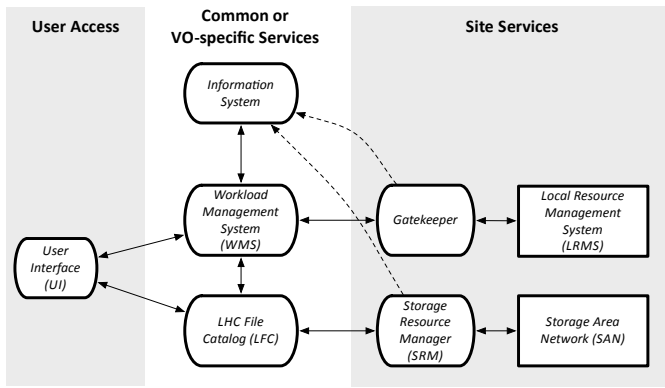 User Access
Common or
VO-specific Services
Site Services
Information
System
Workload
Management
System
(WMS)
Gatekeeper
Local Resource
Management
System
(LRMS)
User
Interface
(UI)
LHC File
Catalog (LFC)
Storage
Resource
Manager
(SRM)
Storage Area
Network (SAN)